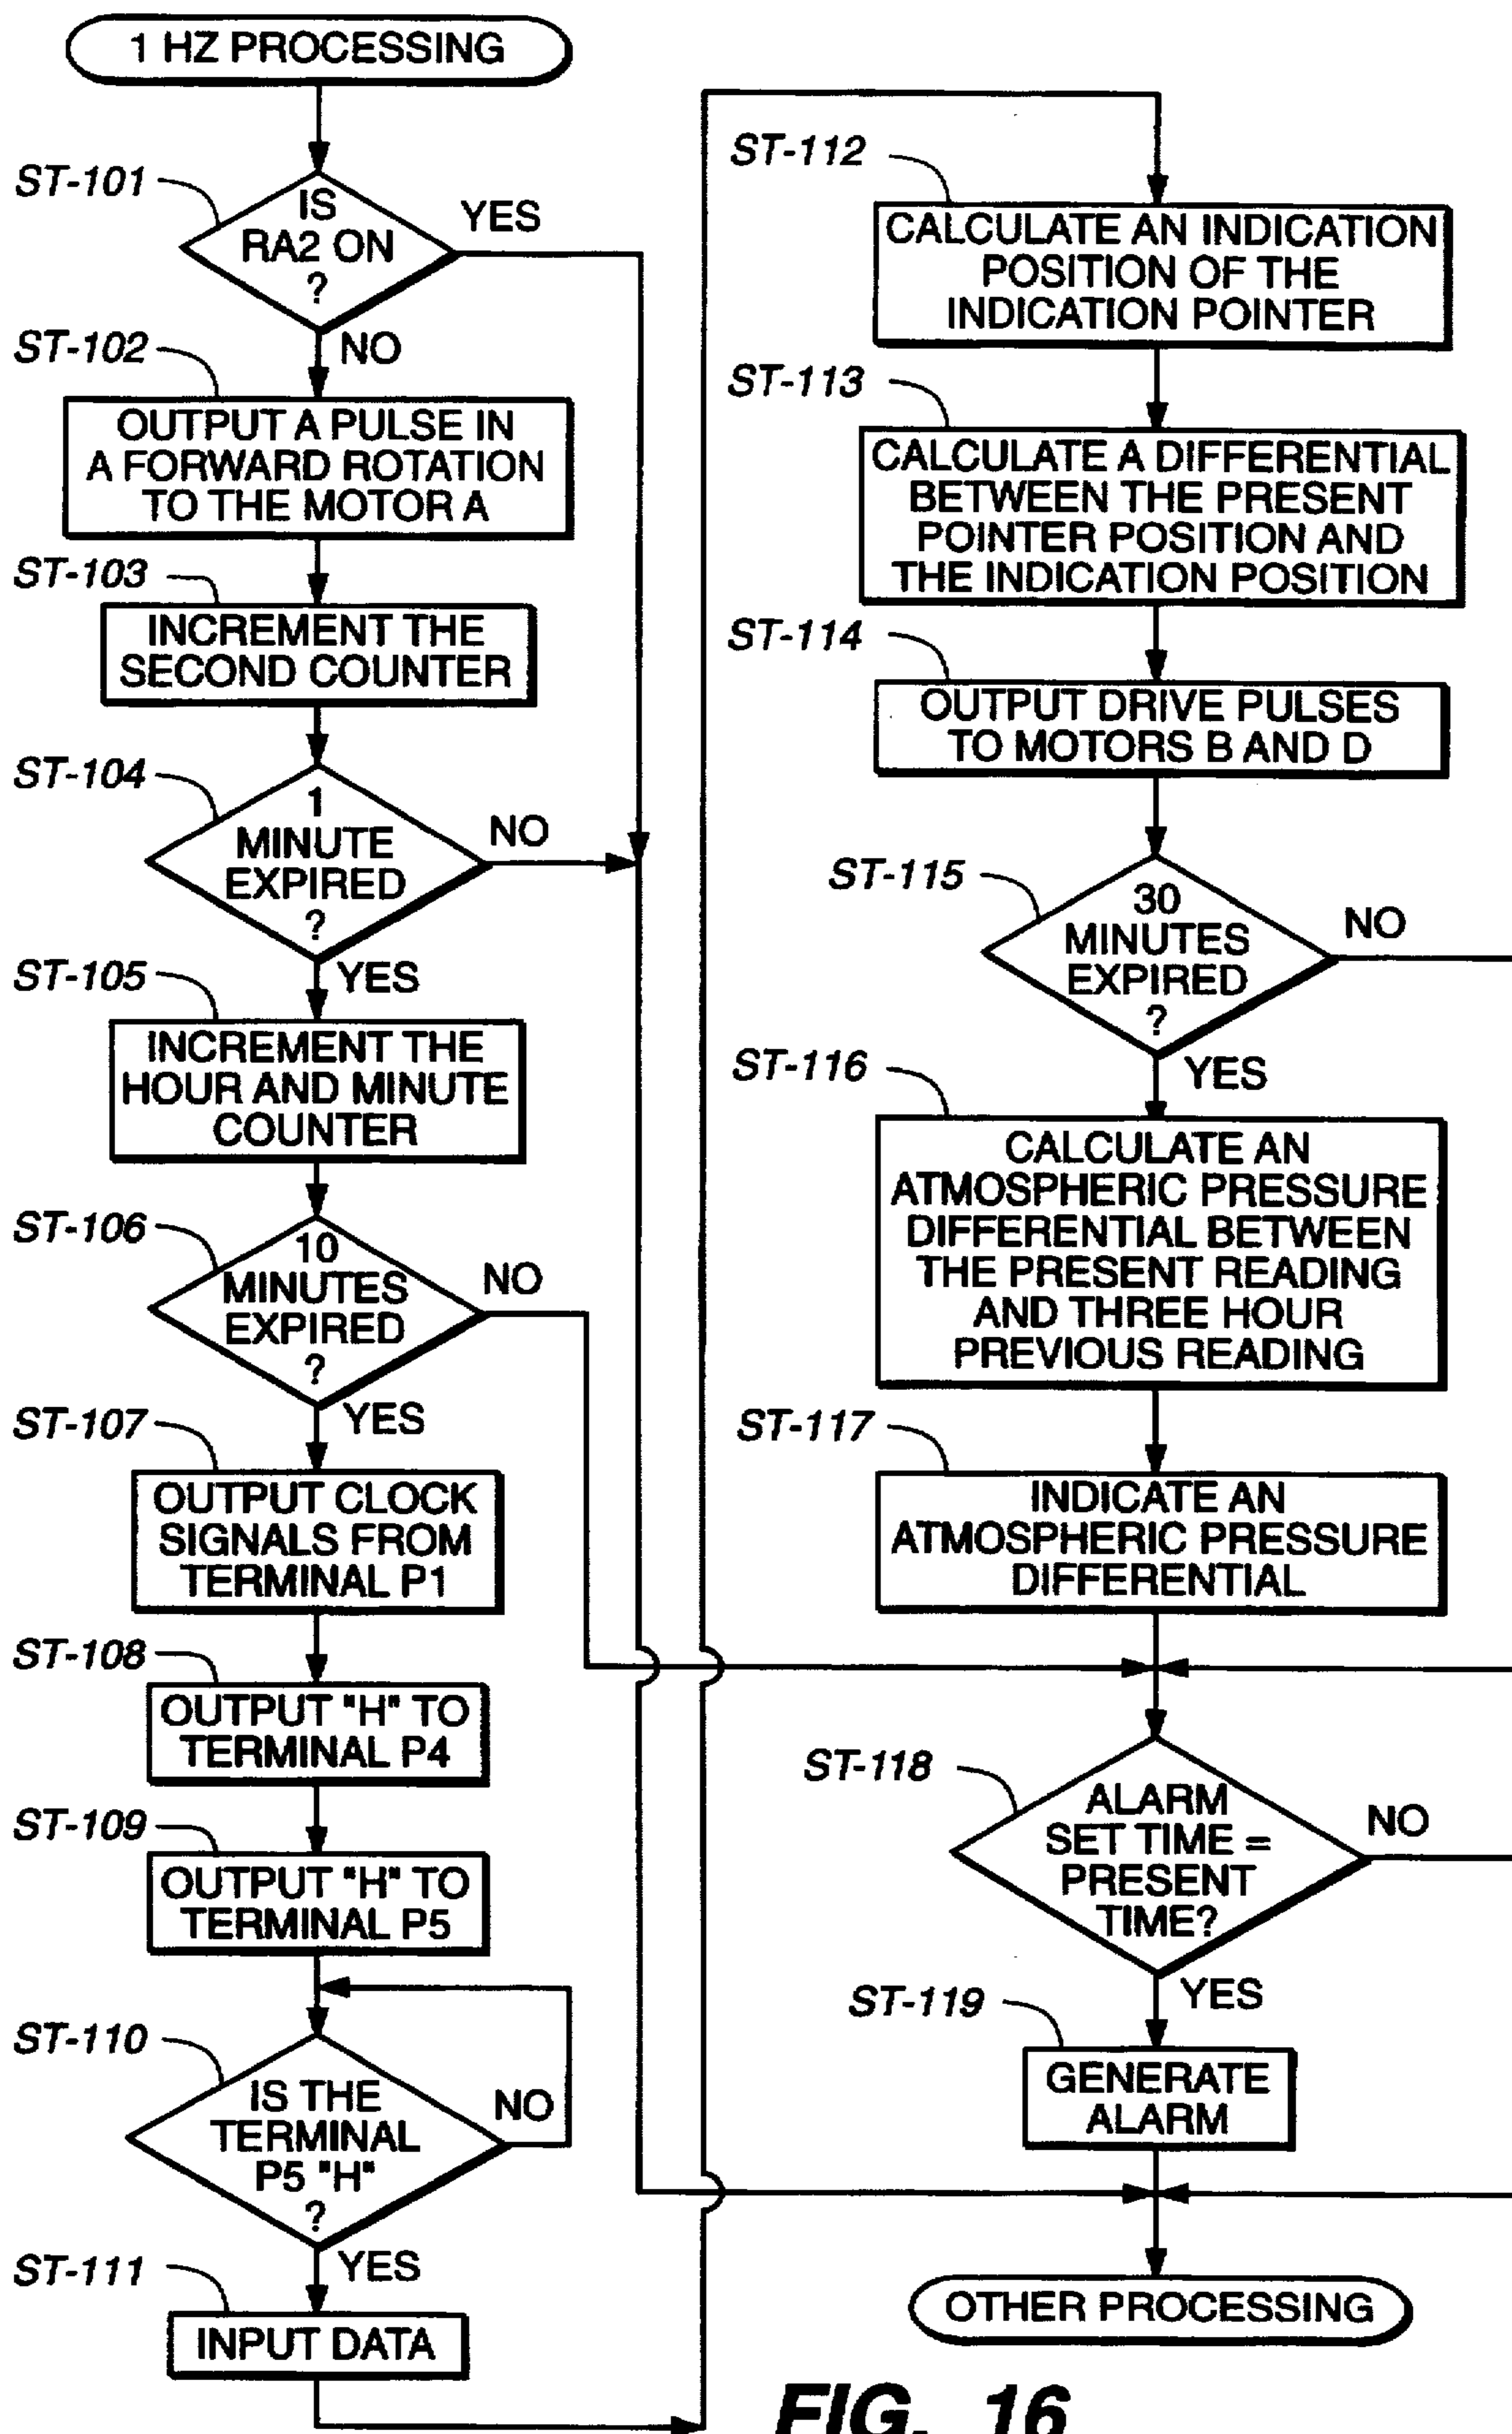 1 HZ PROCESSING
ST-101
IS
RA2 ON
?
YES
NO
ST-102
OUTPUT A PULSE IN
A FORWARD ROTATION
TO THE MOTOR A
ST-103
INCREMENT THE
SECOND COUNTER
ST-104
1
MINUTE
EXPIRED
?
NO
YES
ST-105
INCREMENT THE
HOUR AND MINUTE
COUNTER
ST-106
10
MINUTES
EXPIRED
?
NO
YES
ST-107
OUTPUT CLOCK
SIGNALS FROM
TERMINAL P1
ST-108
OUTPUT "H" TO
TERMINAL P4
ST-109
OUTPUT "H" TO
TERMINAL P5
ST-110
IS THE
TERMINAL
P5 "H"
?
NO
YES
ST-111
INPUT DATA
ST-112
CALCULATE AN INDICATION
POSITION OF THE
INDICATION POINTER
ST-113
CALCULATE A DIFFERENTIAL
BETWEEN THE PRESENT
POINTER POSITION AND
THE INDICATION POSITION
ST-114
OUTPUT DRIVE PULSES
TO MOTORS B AND D
ST-115
30
MINUTES
EXPIRED
?
NO
YES
ST-116
CALCULATE AN
ATMOSPHERIC PRESSURE
DIFFERENTIAL BETWEEN
THE PRESENT READING
AND THREE HOUR
PREVIOUS READING
ST-117
INDICATE AN
ATMOSPHERIC PRESSURE
DIFFERENTIAL
ST-118
ALARM
SET TIME =
PRESENT
TIME?
NO
YES
ST-119
GENERATE
ALARM
OTHER PROCESSING
FIG. 16